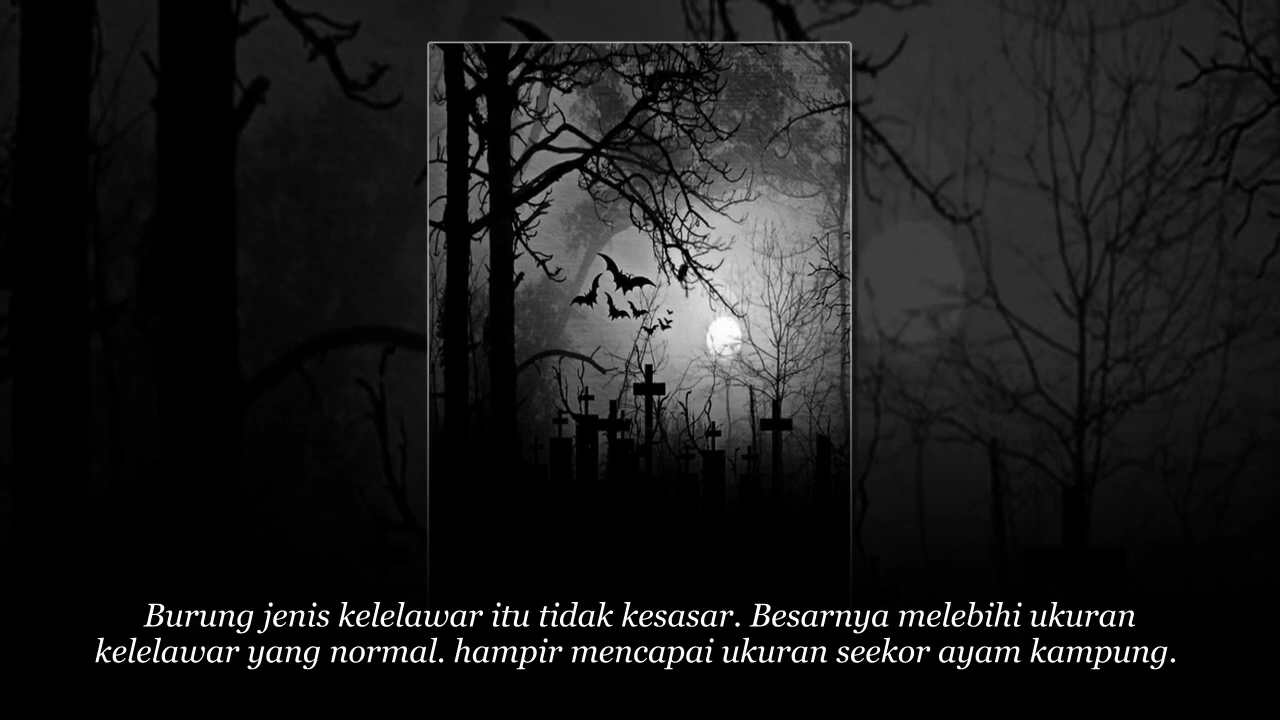 Burung jenis kelelawar itu tidak kesasar. Besarnya melebihi ukuran
kelelawar yang normal. hampir mencapai ukuran seekor ayam kampung.